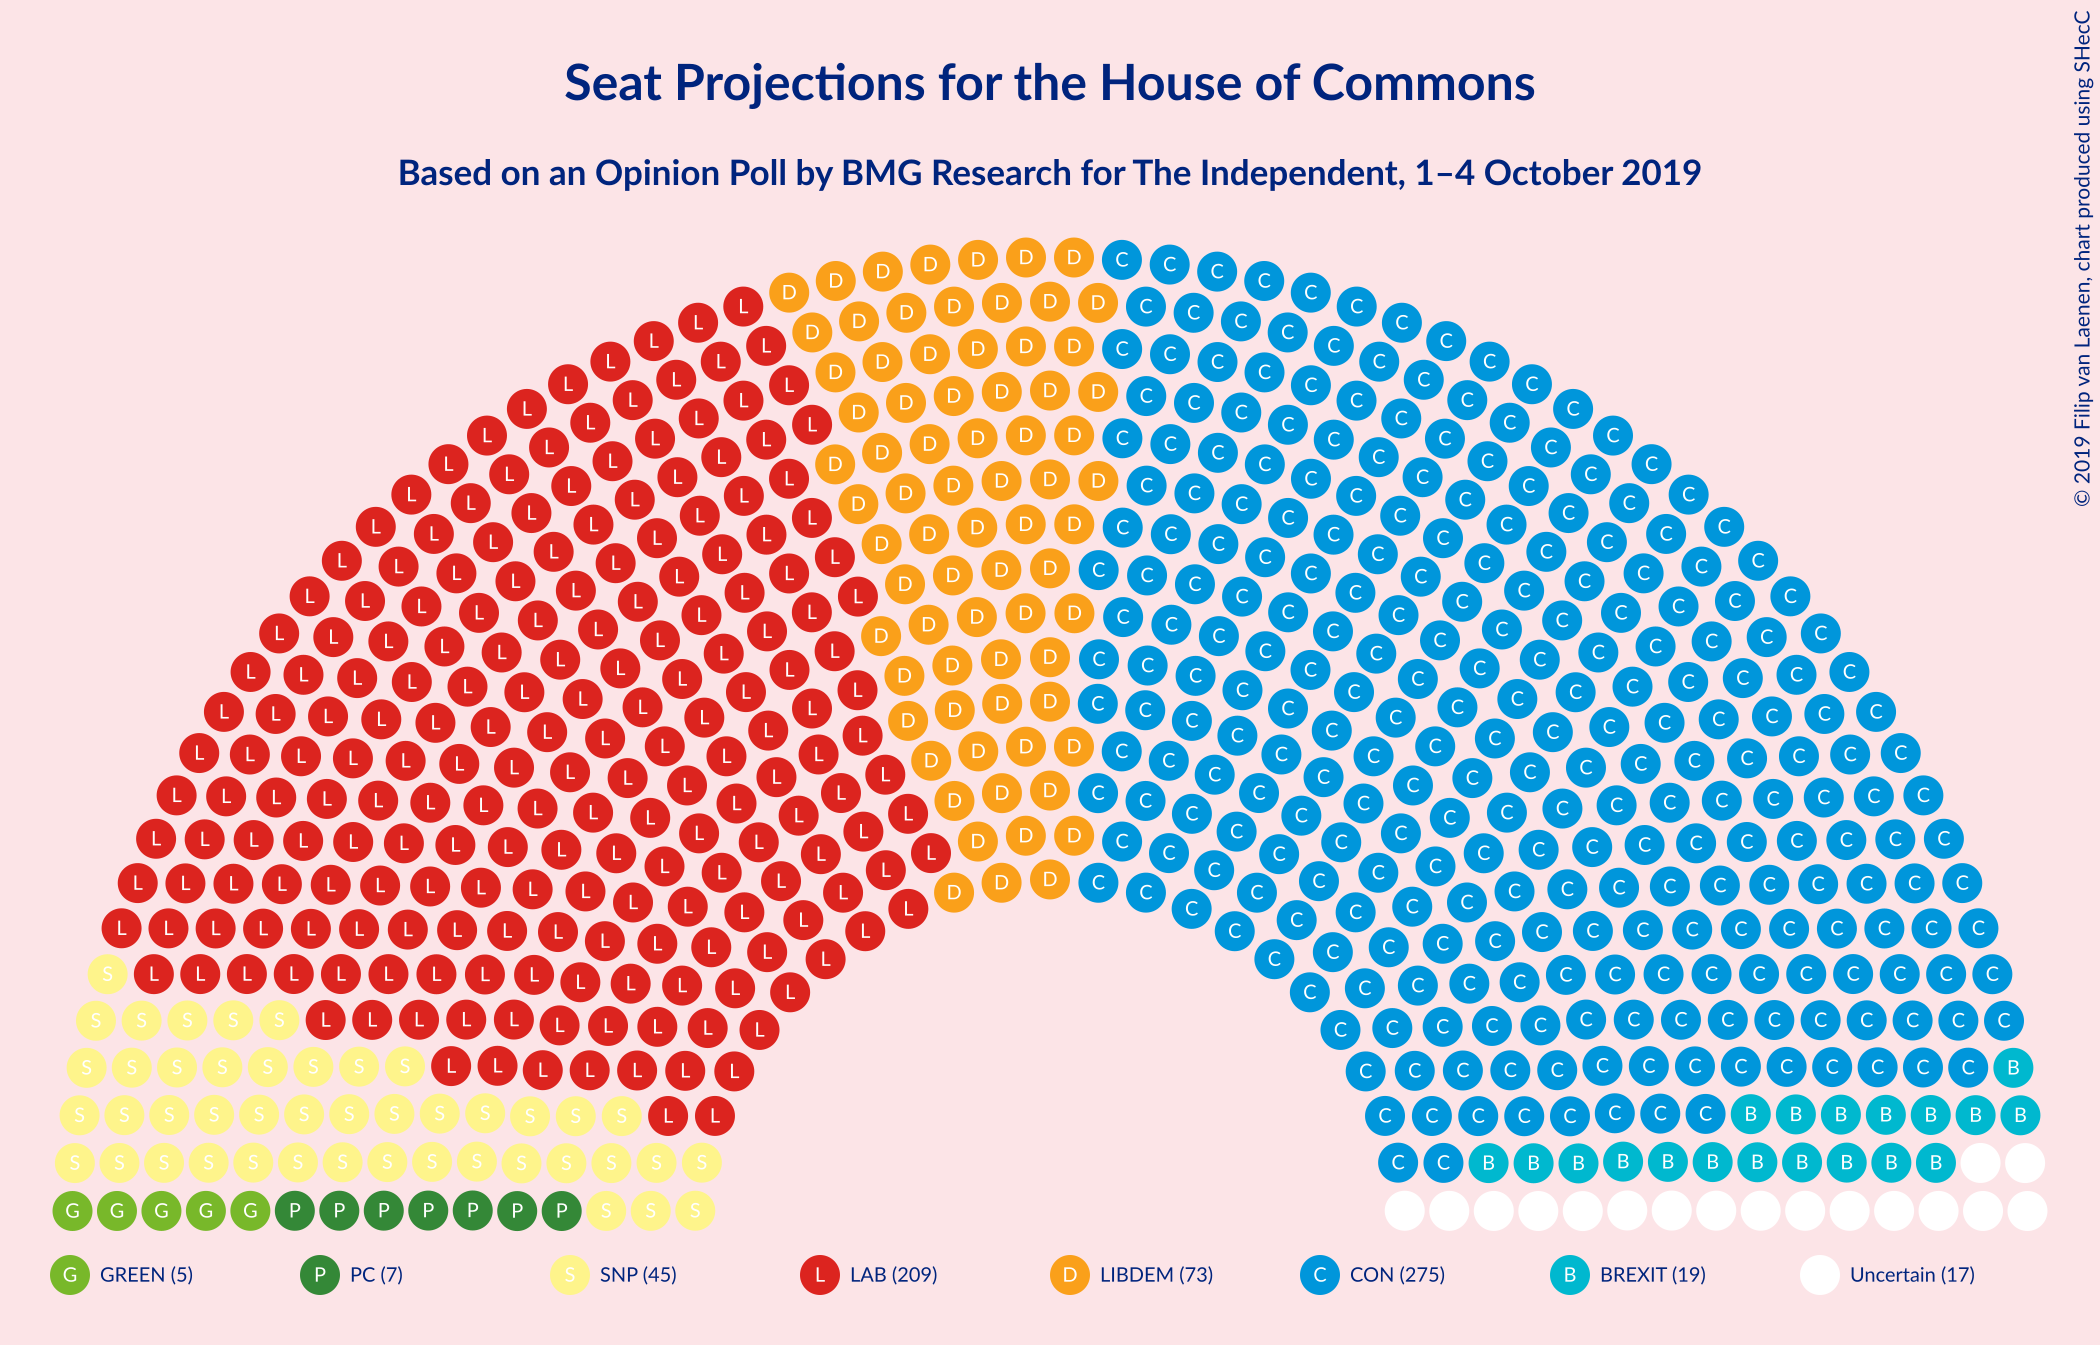 Seat Projections for the House of Commons
Based on an Opinion Poll by BMG Research for The Independent, 1–4 October 2019
© 2019 Filip van Laenen, chart produced using SHecC
G GREEN (5) P PC (7) S SNP (45) L LAB (209) D LIBDEM (73) C CON (275) B BREXIT (19) Uncertain (17)